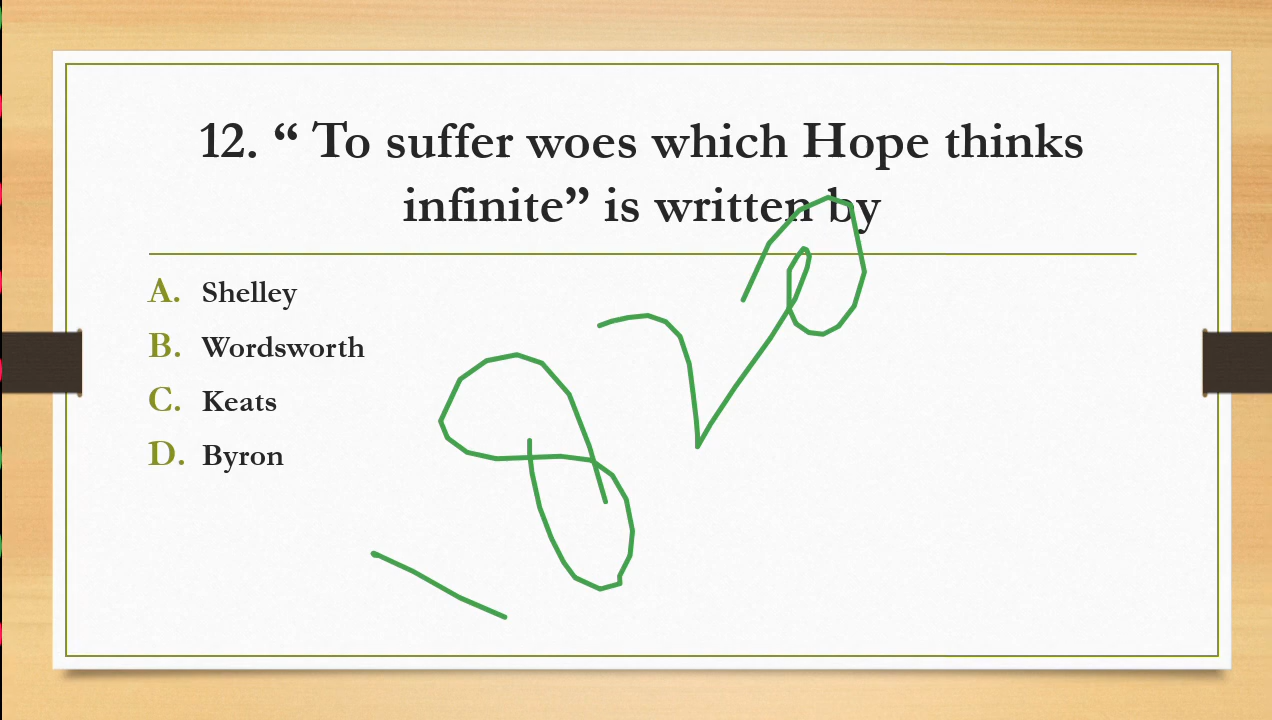 12. “ To suffer woes which Hope thinks
infinite” is written by
A. Shelley
B. Wordsworth
C. Keats
D. Byron